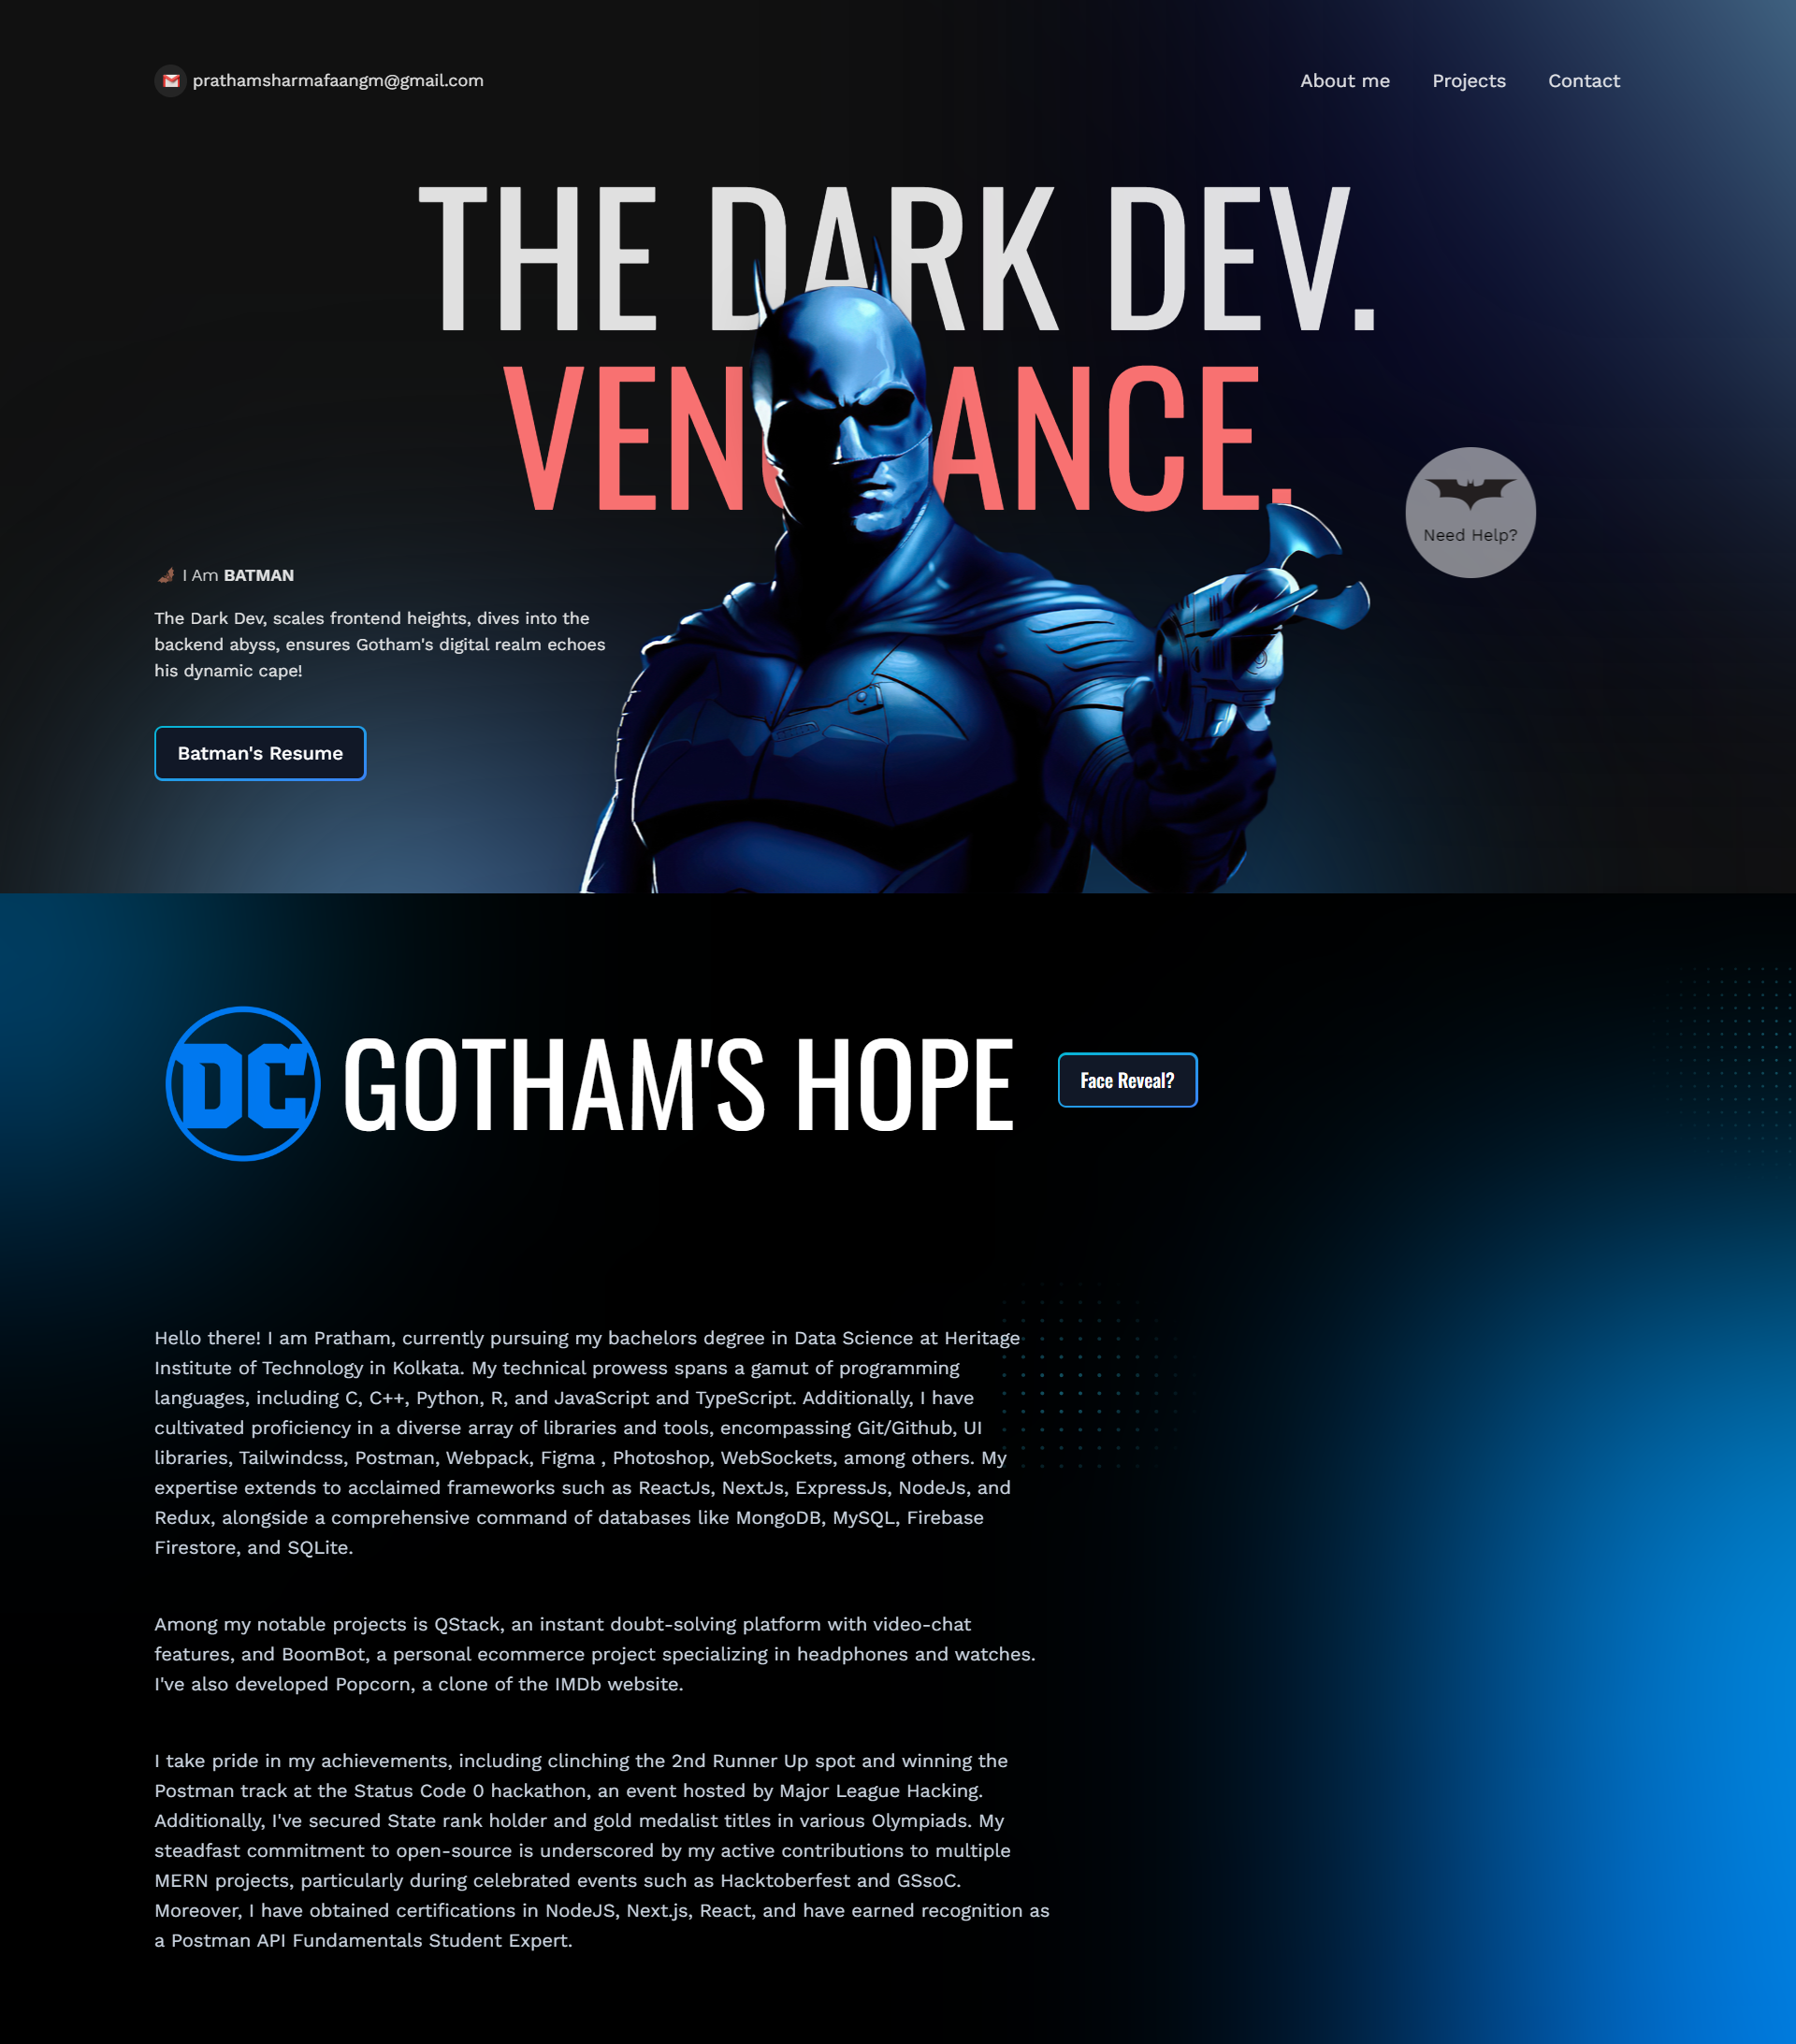 prathamsharmafaangm@gmail.com
About me
Projects
Contact
THE DARK DEV.
VENGEANCE.
Need Help?
I Am BATMAN
The Dark Dev, scales frontend heights, dives into the
backend abyss, ensures Gotham's digital realm echoes
his dynamic cape!
Batman's Resume
DC
GOTHAM'S HOPE
Face Reveal?
Hello there! I am Pratham, currently pursuing my bachelors degree in Data Science at Heritage
Institute of Technology in Kolkata. My technical prowess spans a gamut of programming
languages, including C, C++, Python, R, and JavaScript and TypeScript. Additionally, I have
cultivated proficiency in a diverse array of libraries and tools, encompassing Git/Github, UI
libraries, Tailwindcss, Postman, Webpack, Figma , Photoshop, WebSockets, among others. My
expertise extends to acclaimed frameworks such as ReactJs, NextJs, ExpressJs, NodeJs, and
Redux, alongside a comprehensive command of databases like MongoDB, MySQL, Firebase
Firestore, and SQLite.
Among my notable projects is QStack, an instant doubt-solving platform with video-chat
features, and BoomBot, a personal ecommerce project specializing in headphones and watches.
I've also developed Popcorn, a clone of the IMDb website.
I take pride in my achievements, including clinching the 2nd Runner Up spot and winning the
Postman track at the Status Code 0 hackathon, an event hosted by Major League Hacking.
Additionally, I've secured State rank holder and gold medalist titles in various Olympiads. My
steadfast commitment to open-source is underscored by my active contributions to multiple
MERN projects, particularly during celebrated events such as Hacktoberfest and GSsoC.
Moreover, I have obtained certifications in NodeJS, Next.js, React, and have earned recognition as
a Postman API Fundamentals Student Expert.